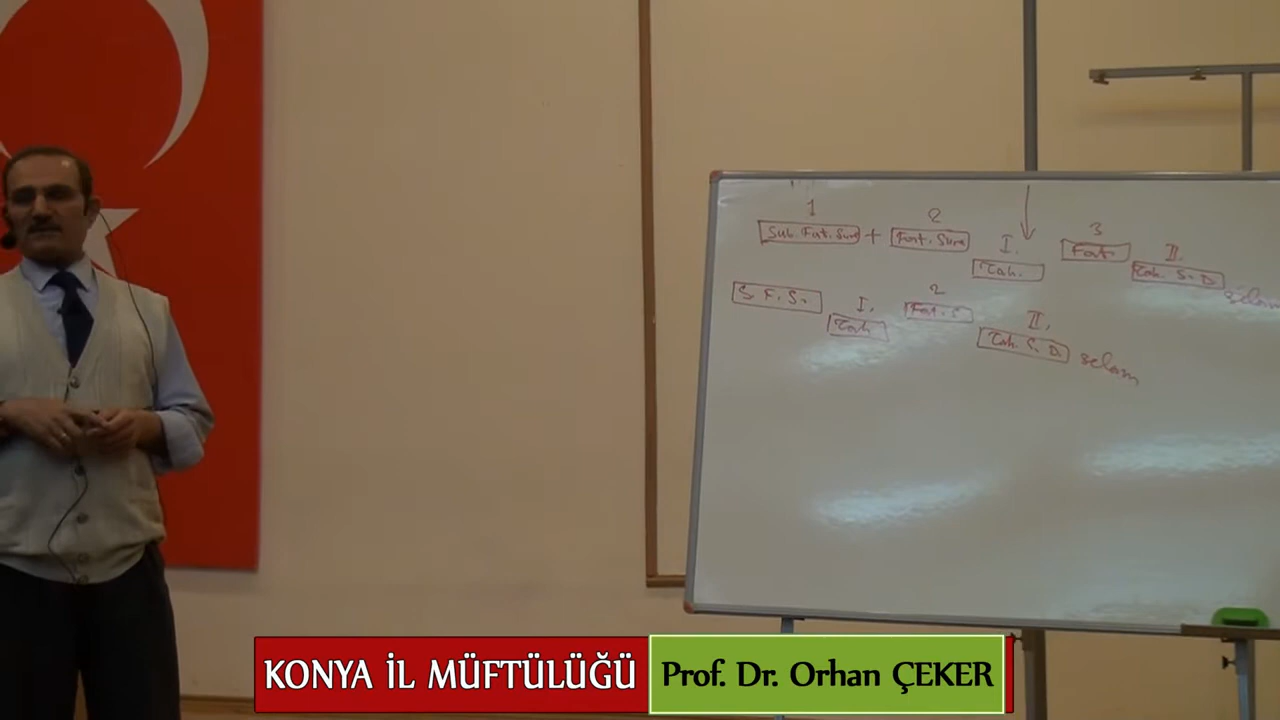 1 2 3
Sub. Fat. Sure + Fat. Sure I. Tah. Fat. II. Tah. S. D. selam
S. F. S. I. Tah 2 Fat. S II. Tah. S. D. selam
KONYA İL MÜFTÜLÜĞÜ Prof. Dr. Orhan ÇEKER